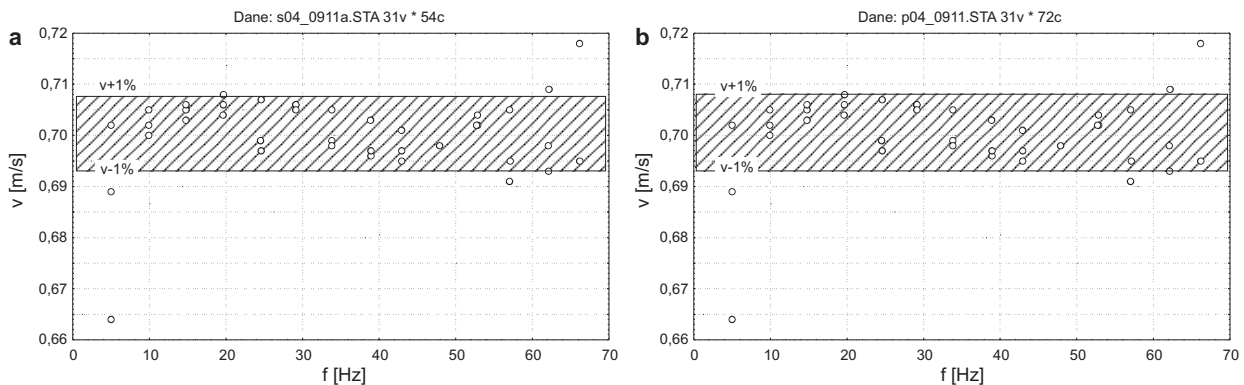 Dane: s04_0911a.STA 31v * 54c
a
0,72
0,71
0,70
0,69
0,68
0,67
0,66
v [m/s]
v+1%
v-1%
0 10 20 30 40 50 60 70
f [Hz]
Dane: p04_0911.STA 31v * 72c
b
0,72
0,71
0,70
0,69
0,68
0,67
0,66
v [m/s]
v+1%
v-1%
0 10 20 30 40 50 60 70
f [Hz]